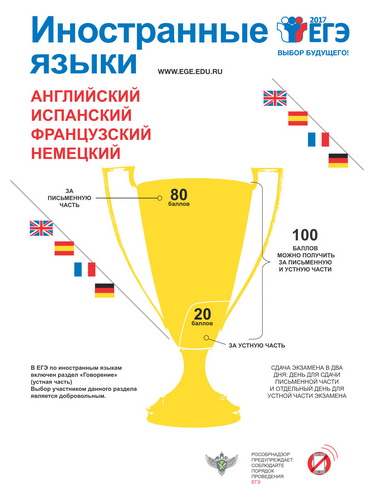 Иностранные
языки
2017
ЕГЭ
ВЫБОР БУДУЩЕГО!
WWW.EGE.EDU.RU
АНГЛИЙСКИЙ
ИСПАНСКИЙ
ФРАНЦУЗСКИЙ
НЕМЕЦКИЙ
ЗА
ПИСЬМЕННУЮ
ЧАСТЬ
80
баллов
100
БАЛЛОВ
МОЖНО ПОЛУЧИТЬ
ЗА ПИСЬМЕННУЮ
И УСТНУЮ ЧАСТИ
20
баллов
ЗА УСТНУЮ ЧАСТЬ
В ЕГЭ по иностранным языкам
включен раздел «Говорение»
(устная часть)
Выбор участником данного раздела
является добровольным.
СДАЧА ЭКЗАМЕНА В ДВА
ДНЯ: ДЕНЬ ДЛЯ СДАЧИ
ПИСЬМЕННОЙ ЧАСТИ
И ОТДЕЛЬНЫЙ ДЕНЬ ДЛЯ
УСТНОЙ ЧАСТИ ЭКЗАМЕНА
РОСОБРНАДЗОР
ПРЕДУПРЕЖДАЕТ:
СОБЛЮДАЙТЕ
ПОРЯДОК
ПРОВЕДЕНИЯ
ЕГЭ